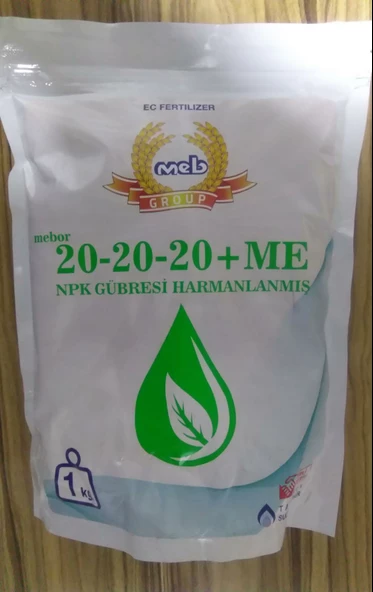 EC FERTILIZER
meb
GROUP
mebor
20-20-20+ME
NPK GÜBRESİ HARMANLANMIŞ
1 kg